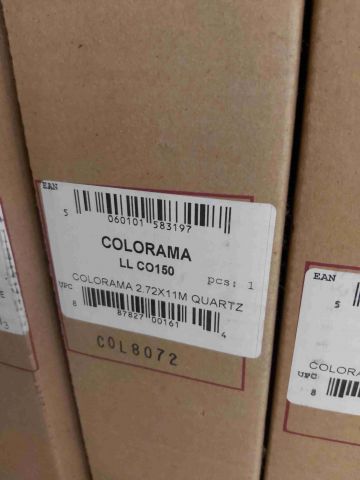 EAN
5 060101 583197
COLORAMA
LL CO150
pcs: 1
COLORAMA 2.72X11M QUARTZ
UPC
8 87827 00161 4
COL8072
EAN
5
COLORA
UPC
8
3